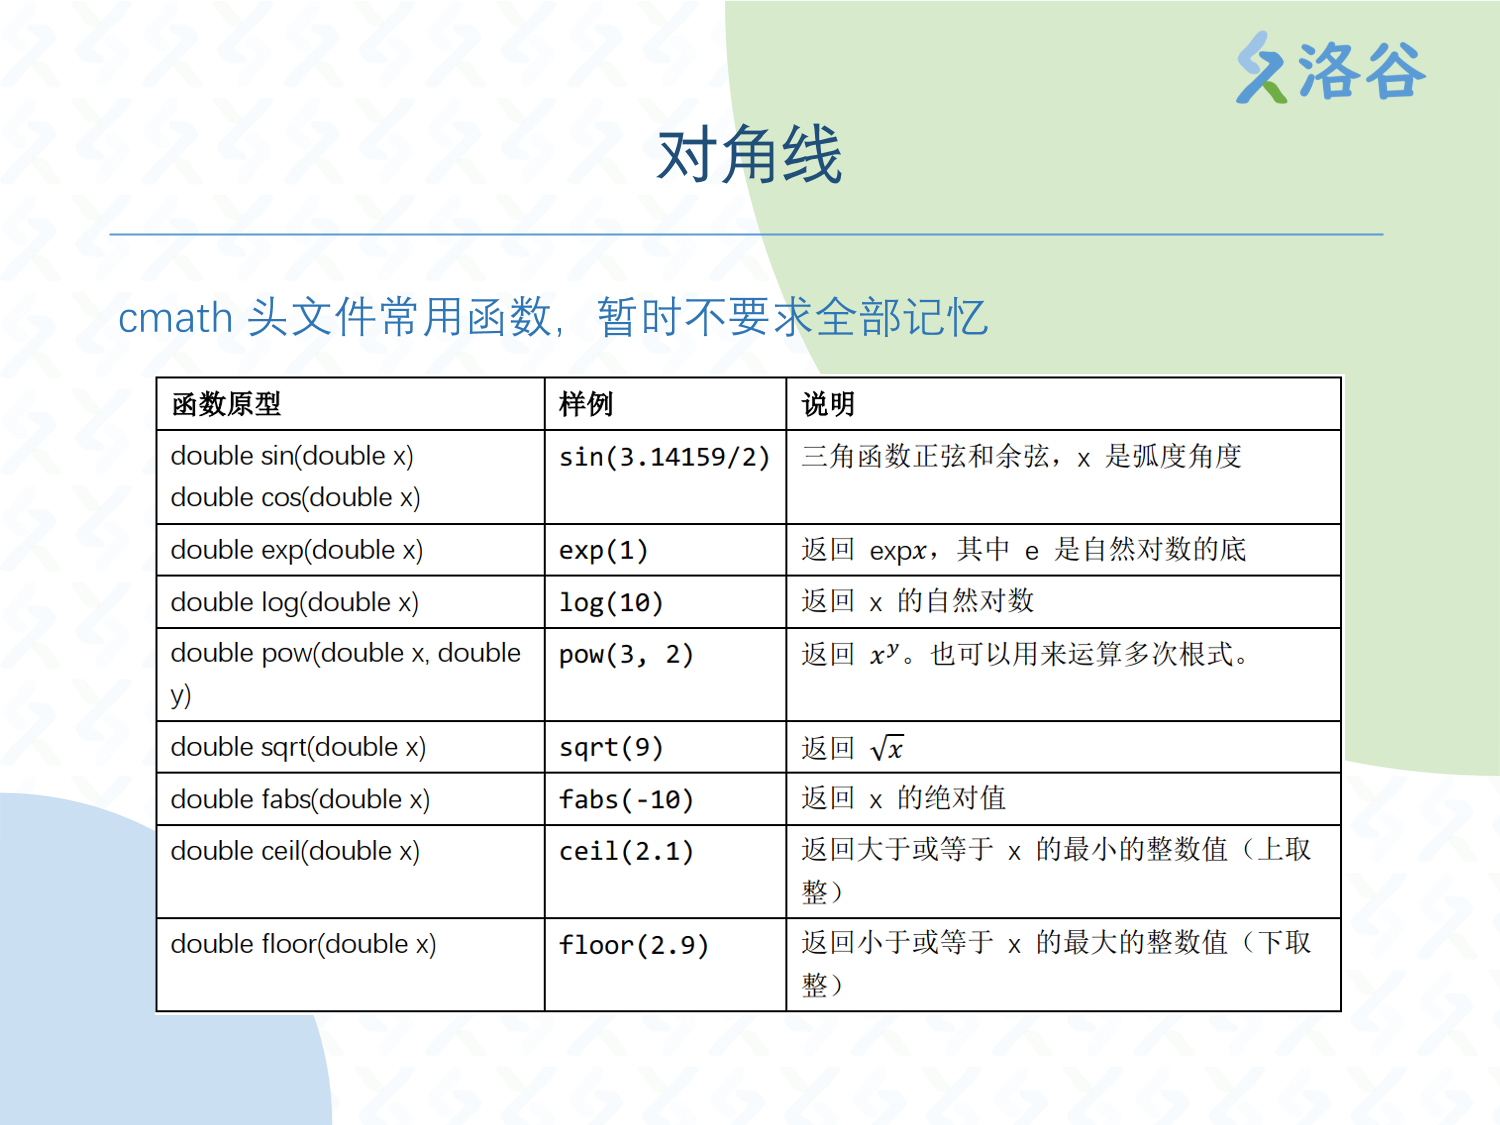 洛谷
对角线
cmath 头文件常用函数，暂时不要求全部记忆
函数原型 样例 说明
double sin(double x) sin(3.14159/2) 三角函数正弦和余弦，x 是弧度角度
double cos(double x)
double exp(double x) exp(1) 返回 exp𝑥，其中 e 是自然对数的底
double log(double x) log(10) 返回 x 的自然对数
double pow(double x, double pow(3, 2) 返回 𝑥^𝑦。也可以用来运算多次根式。
y)
double sqrt(double x) sqrt(9) 返回 √𝑥
double fabs(double x) fabs(-10) 返回 x 的绝对值
double ceil(double x) ceil(2.1) 返回大于或等于 x 的最小的整数值（上取
整）
double floor(double x) floor(2.9) 返回小于或等于 x 的最大的整数值（下取
整）